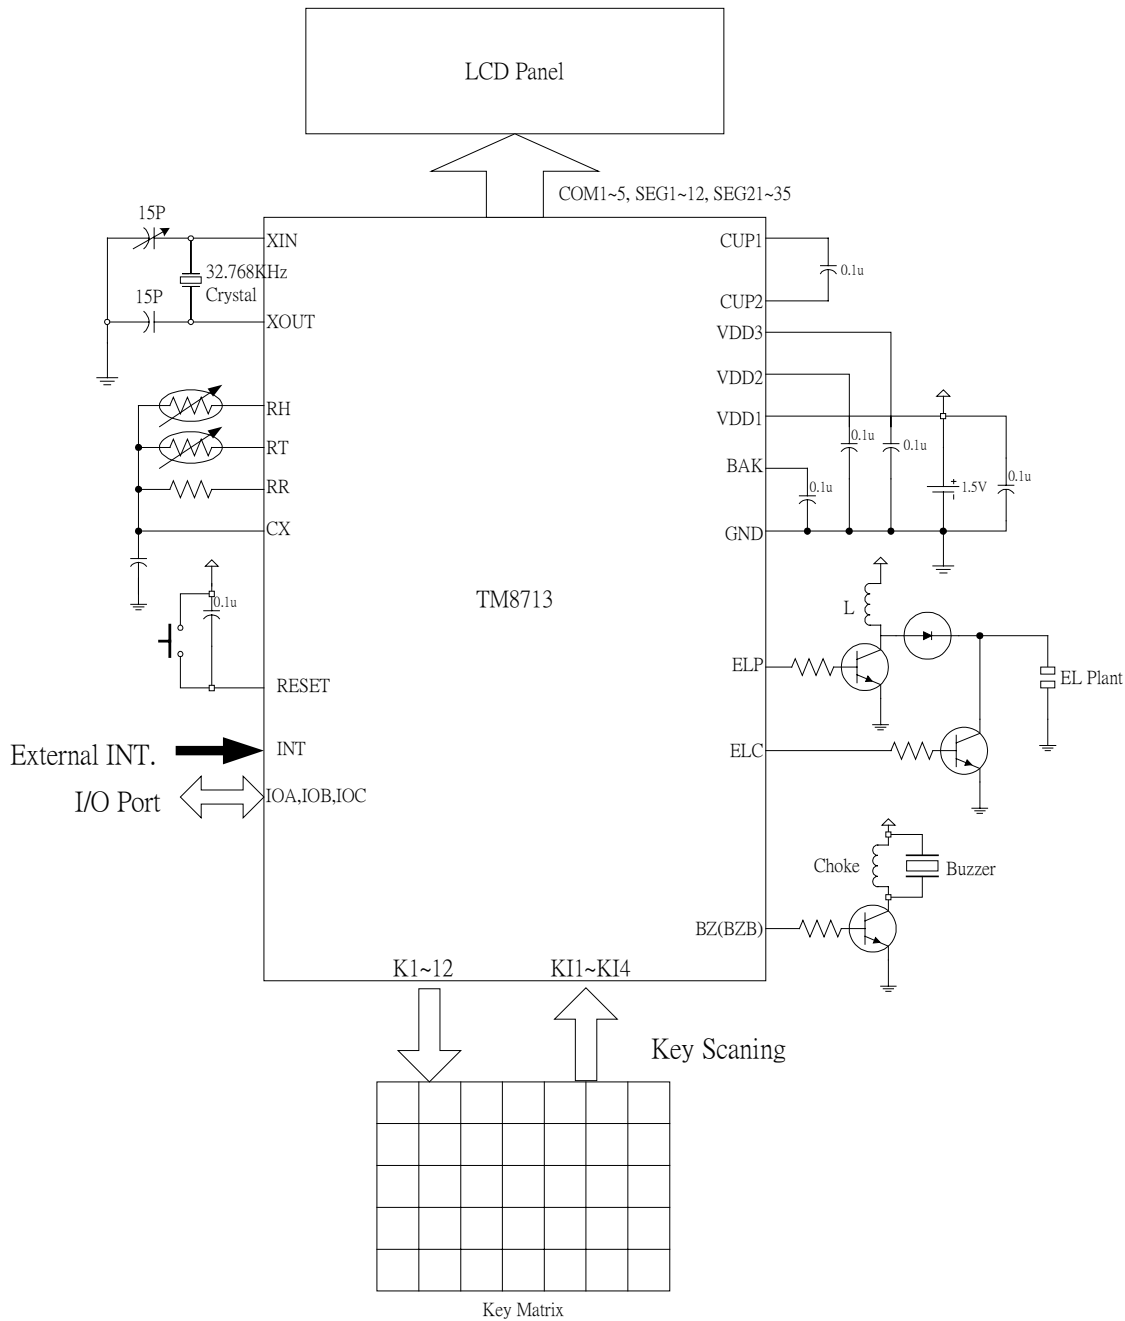 LCD Panel
COM1~5, SEG1~12, SEG21~35
15P
XIN
32.768KHz
Crystal
15P
XOUT
RH
RT
RR
CX
0.1u
RESET
External INT.
INT
I/O Port
IOA,IOB,IOC
TM8713
CUP1
0.1u
CUP2
VDD3
VDD2
VDD1
0.1u
0.1u
BAK
0.1u
+
1.5V
-
0.1u
GND
L
ELP
EL Plant
ELC
Choke
Buzzer
BZ(BZB)
K1~12
KI1~KI4
Key Scaning
Key Matrix